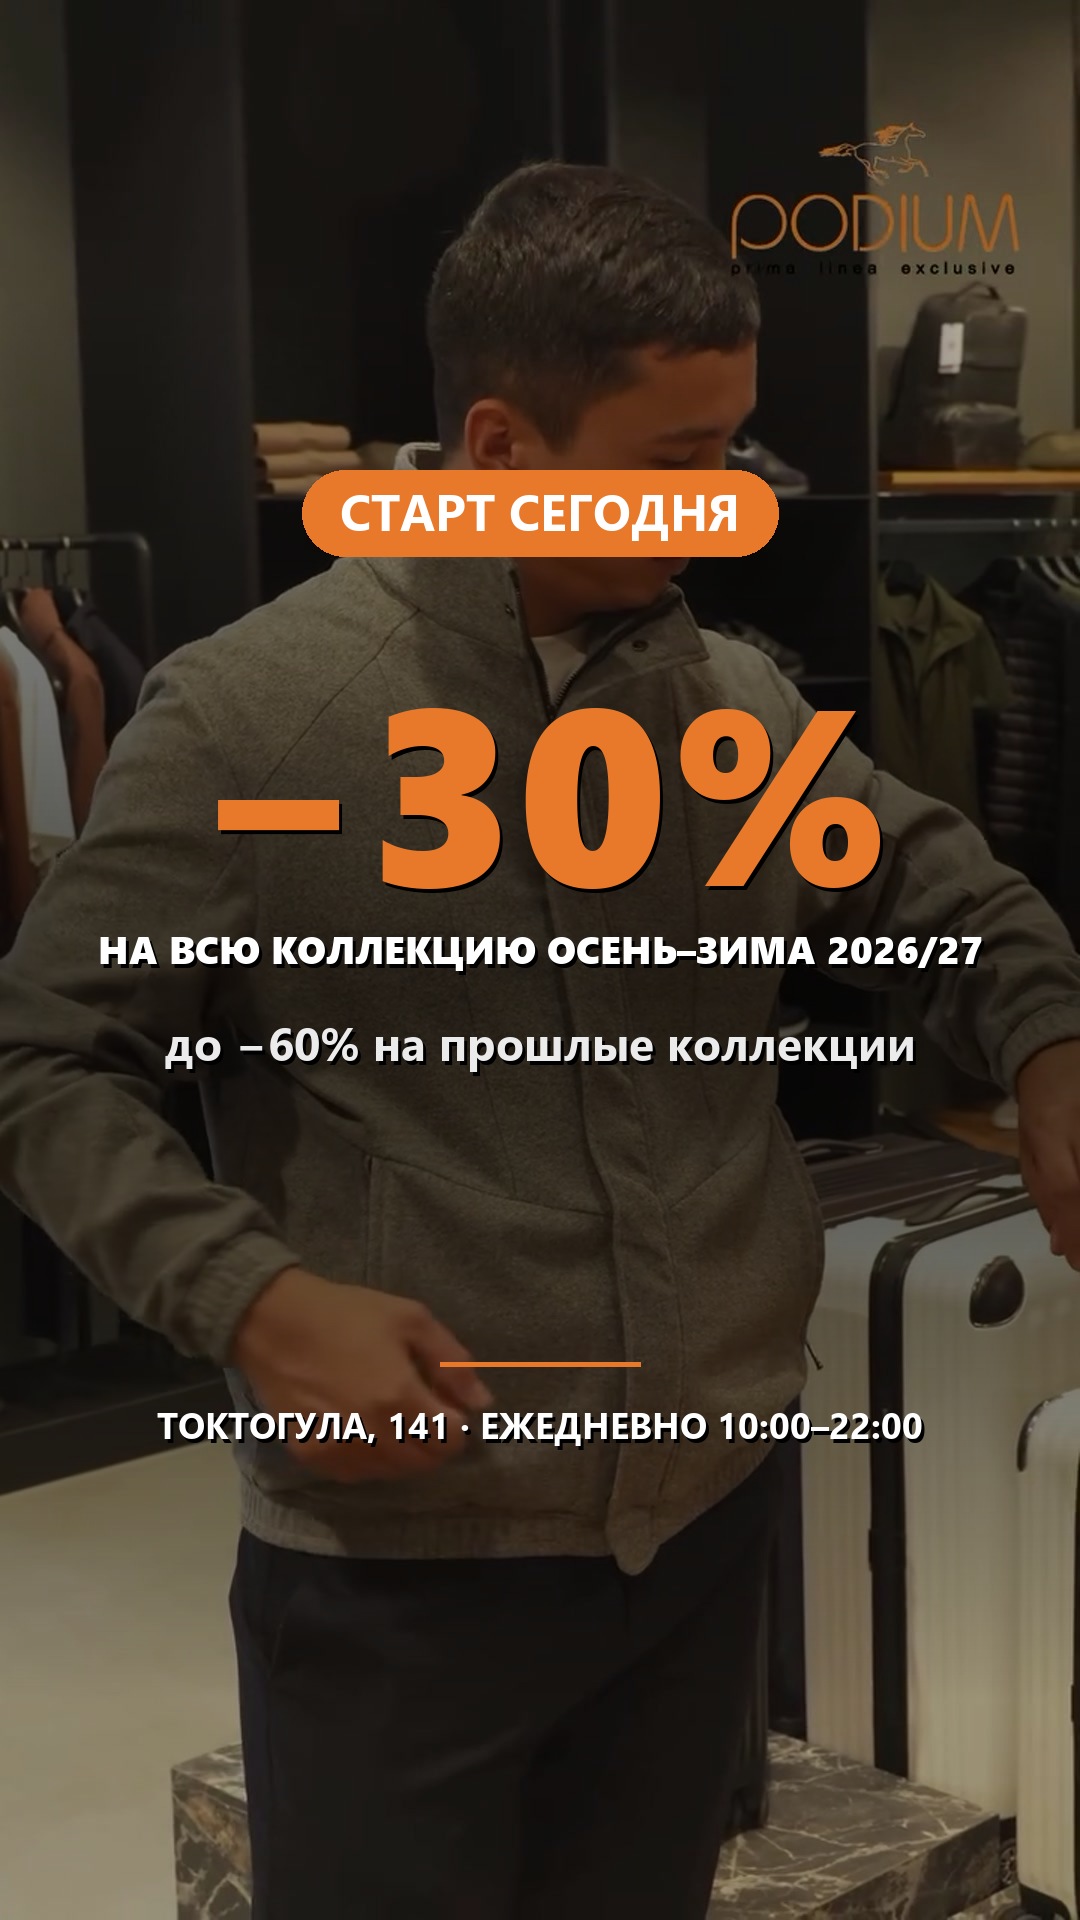 PODIUM
prima linea exclusive
СТАРТ СЕГОДНЯ
–30%
НА ВСЮ КОЛЛЕКЦИЮ ОСЕНЬ–ЗИМА 2026/27
до –60% на прошлые коллекции
ТОКТОГУЛА, 141 · ЕЖЕДНЕВНО 10:00–22:00